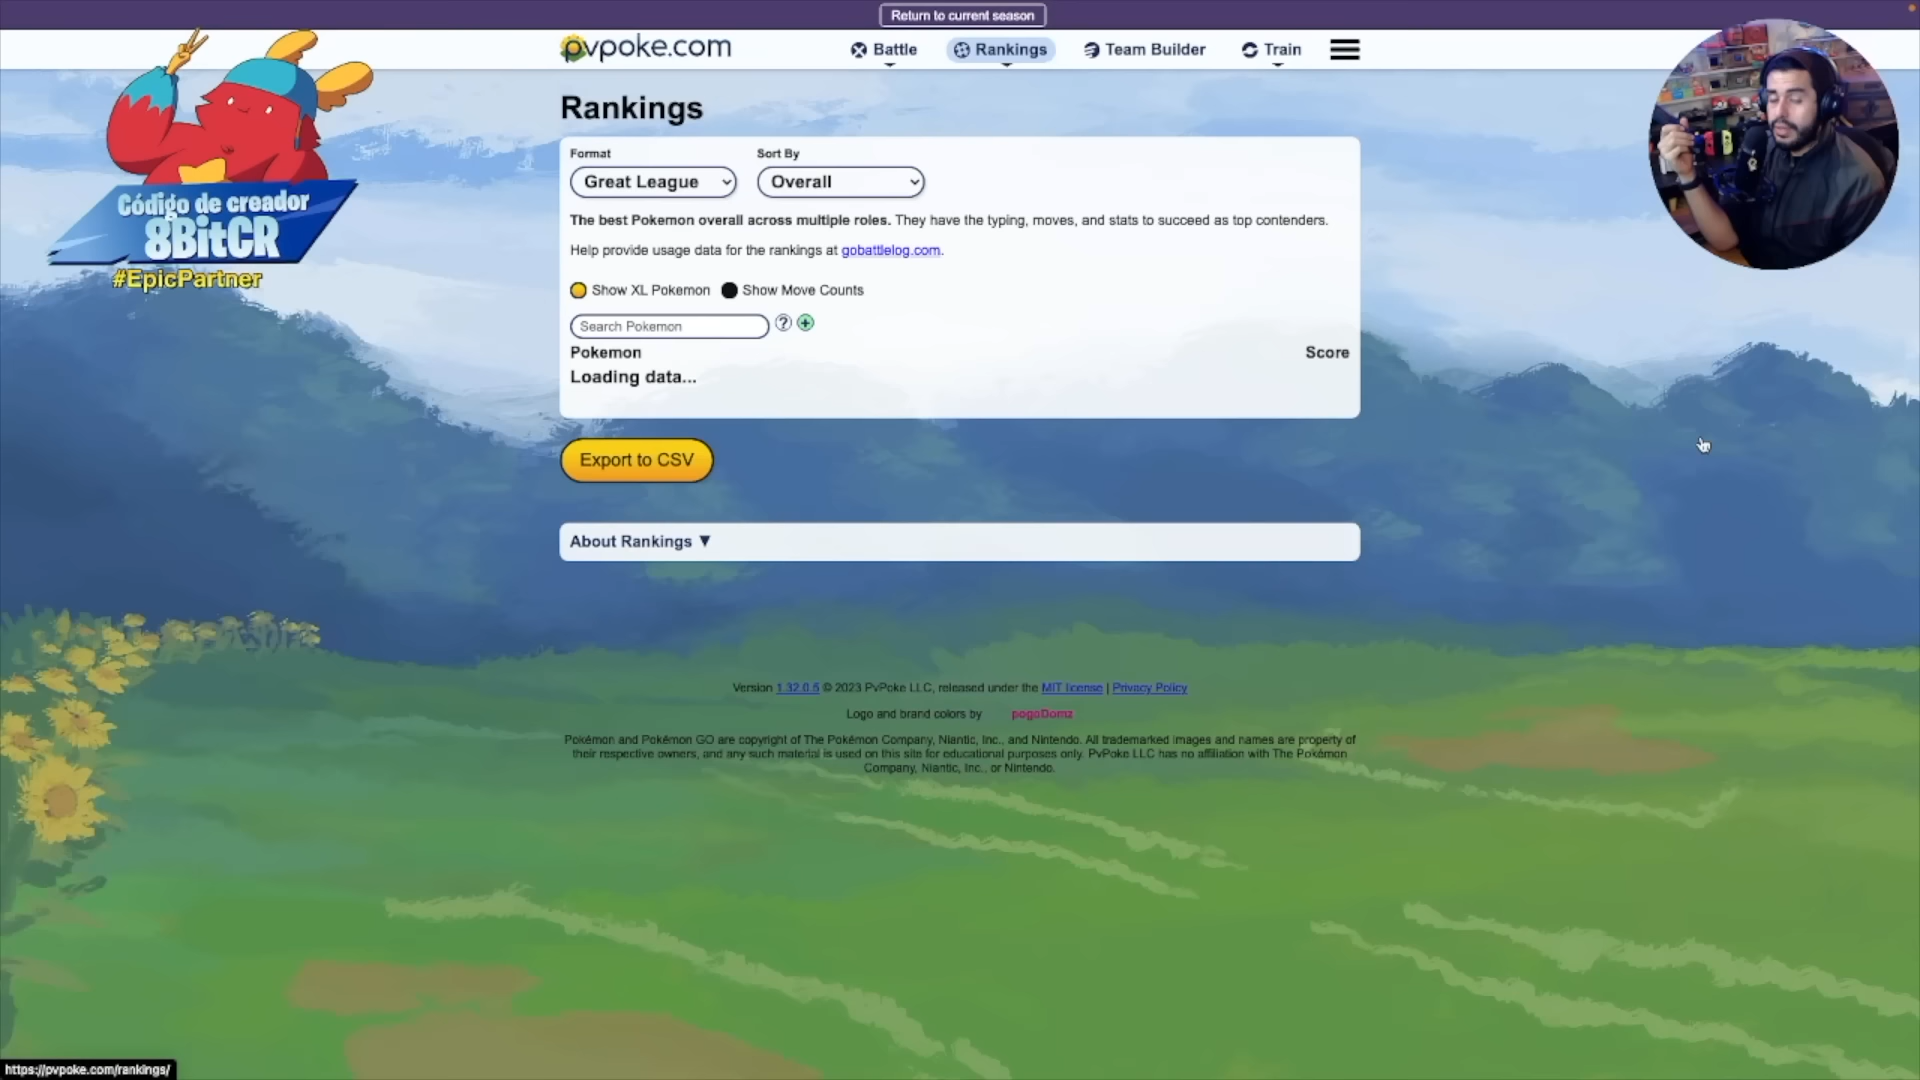 Return to current season
pvpoke.com
Battle
Rankings
Team Builder
Train
Código de creador
8BitCR
#EpicPartner
Rankings
Format
Sort By
Great League
Overall
The best Pokemon overall across multiple roles. They have the typing, moves, and stats to succeed as top contenders.
Help provide usage data for the rankings at gobattlelog.com.
Show XL Pokemon
Show Move Counts
Search Pokemon
?
+
Pokemon
Score
Loading data...
Export to CSV
About Rankings ▼
Version 1.32.0.5 © 2023 PvPoke LLC, released under the MIT license | Privacy Policy
Logo and brand colors by pogoDomz
Pokémon and Pokémon GO are copyright of The Pokémon Company, Niantic, Inc., and Nintendo. All trademarked images and names are property of
their respective owners, and any such material is used on this site for educational purposes only. PvPoke LLC has no affiliation with The Pokémon
Company, Niantic, Inc., or Nintendo.
https://pvpoke.com/rankings/